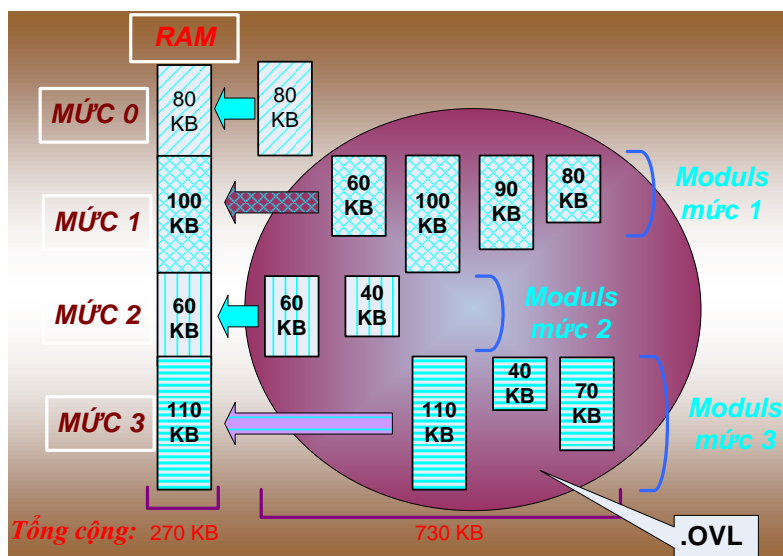 RAM
MỨC 0
80
KB
80
KB
MỨC 1
100
KB
60
KB
100
KB
90
KB
80
KB
Moduls
mức 1
MỨC 2
60
KB
60
KB
40
KB
Moduls
mức 2
MỨC 3
110
KB
110
KB
40
KB
70
KB
Moduls
mức 3
Tổng cộng: 270 KB 730 KB
.OVL